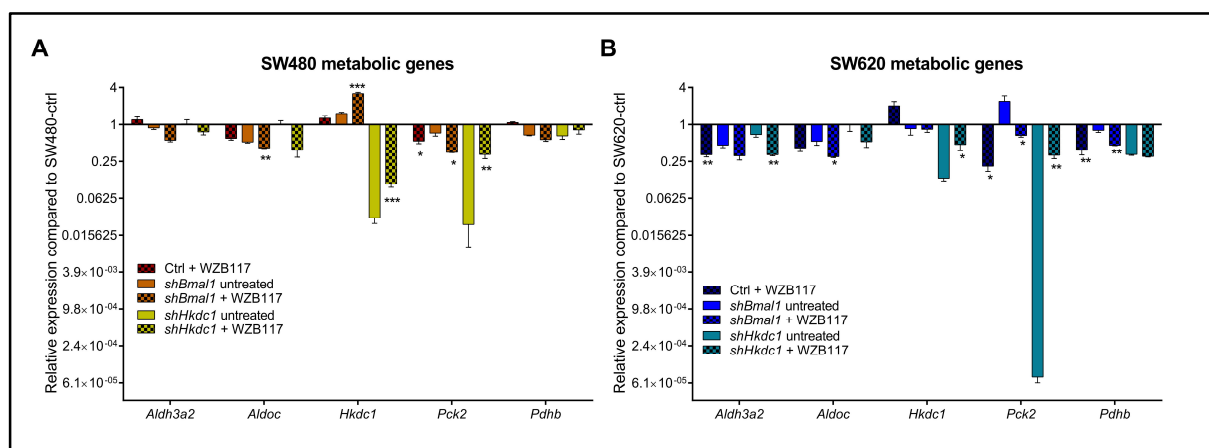 A
SW480 metabolic genes
Relative expression compared to SW480-ctrl
4
1
0.25
0.0625
0.015625
3.9×10-03
9.8×10-04
2.4×10-04
6.1×10-05
***
**
***
*
*
**
Ctrl + WZB117
shBmal1 untreated
shBmal1 + WZB117
shHkdc1 untreated
shHkdc1 + WZB117
Aldh3a2 Aldoc Hkdc1 Pck2 Pdhb
B
SW620 metabolic genes
Relative expression compared to SW620-ctrl
4
1
0.25
0.0625
0.015625
3.9×10-03
9.8×10-04
2.4×10-04
6.1×10-05
**
**
*
*
*
*
**
**
**
Ctrl + WZB117
shBmal1 untreated
shBmal1 + WZB117
shHkdc1 untreated
shHkdc1 + WZB117
Aldh3a2 Aldoc Hkdc1 Pck2 Pdhb